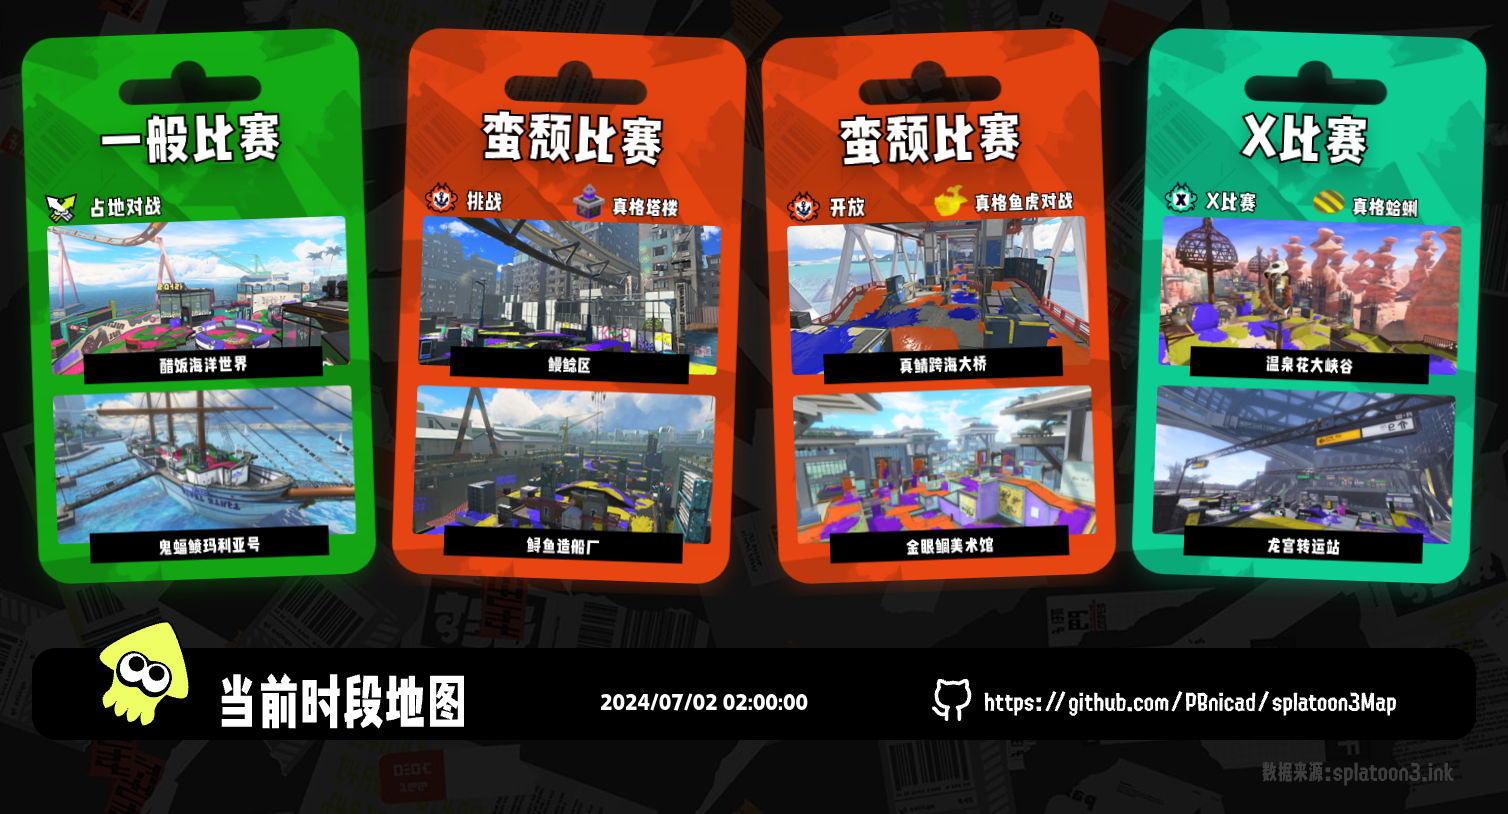 一般比赛
占地对战
醋饭海洋世界
鬼蝠鲼玛利亚号
蛮颓比赛
挑战
真格塔楼
鳗鲶区
鲟鱼造船厂
蛮颓比赛
开放
真格鱼虎对战
真鲭跨海大桥
金眼鲷美术馆
X比赛
X比赛
真格蛤蜊
温泉花大峡谷
龙宫转运站
当前时段地图
2024/07/02 02:00:00
https://github.com/PBnicad/splatoon3Map
数据来源:splatoon3.ink